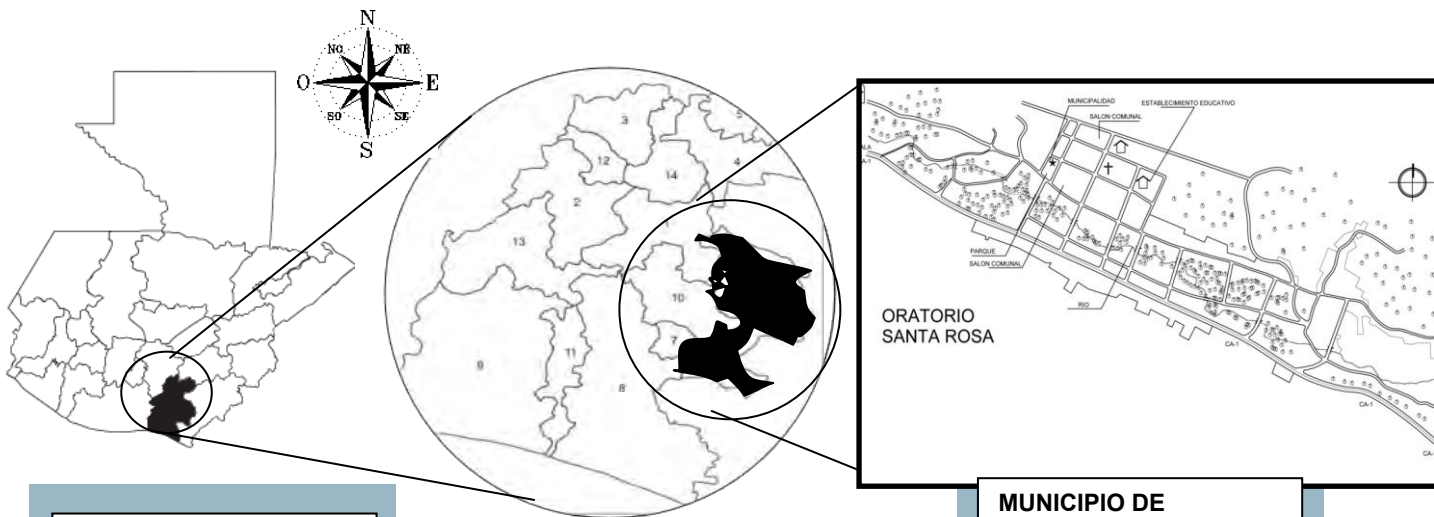 N
NO
NE
O
E
SO
SE
S
3
5
12
4
14
2
13
10
7
11
9
8
MUNICIPALIDAD
ESTABLECIMIENTO EDUCATIVO
SALON COMUNAL
CA-1
PARQUE
SALON COMUNAL
RIO
ORATORIO
SANTA ROSA
CA-1
CA-1
MUNICIPIO DE